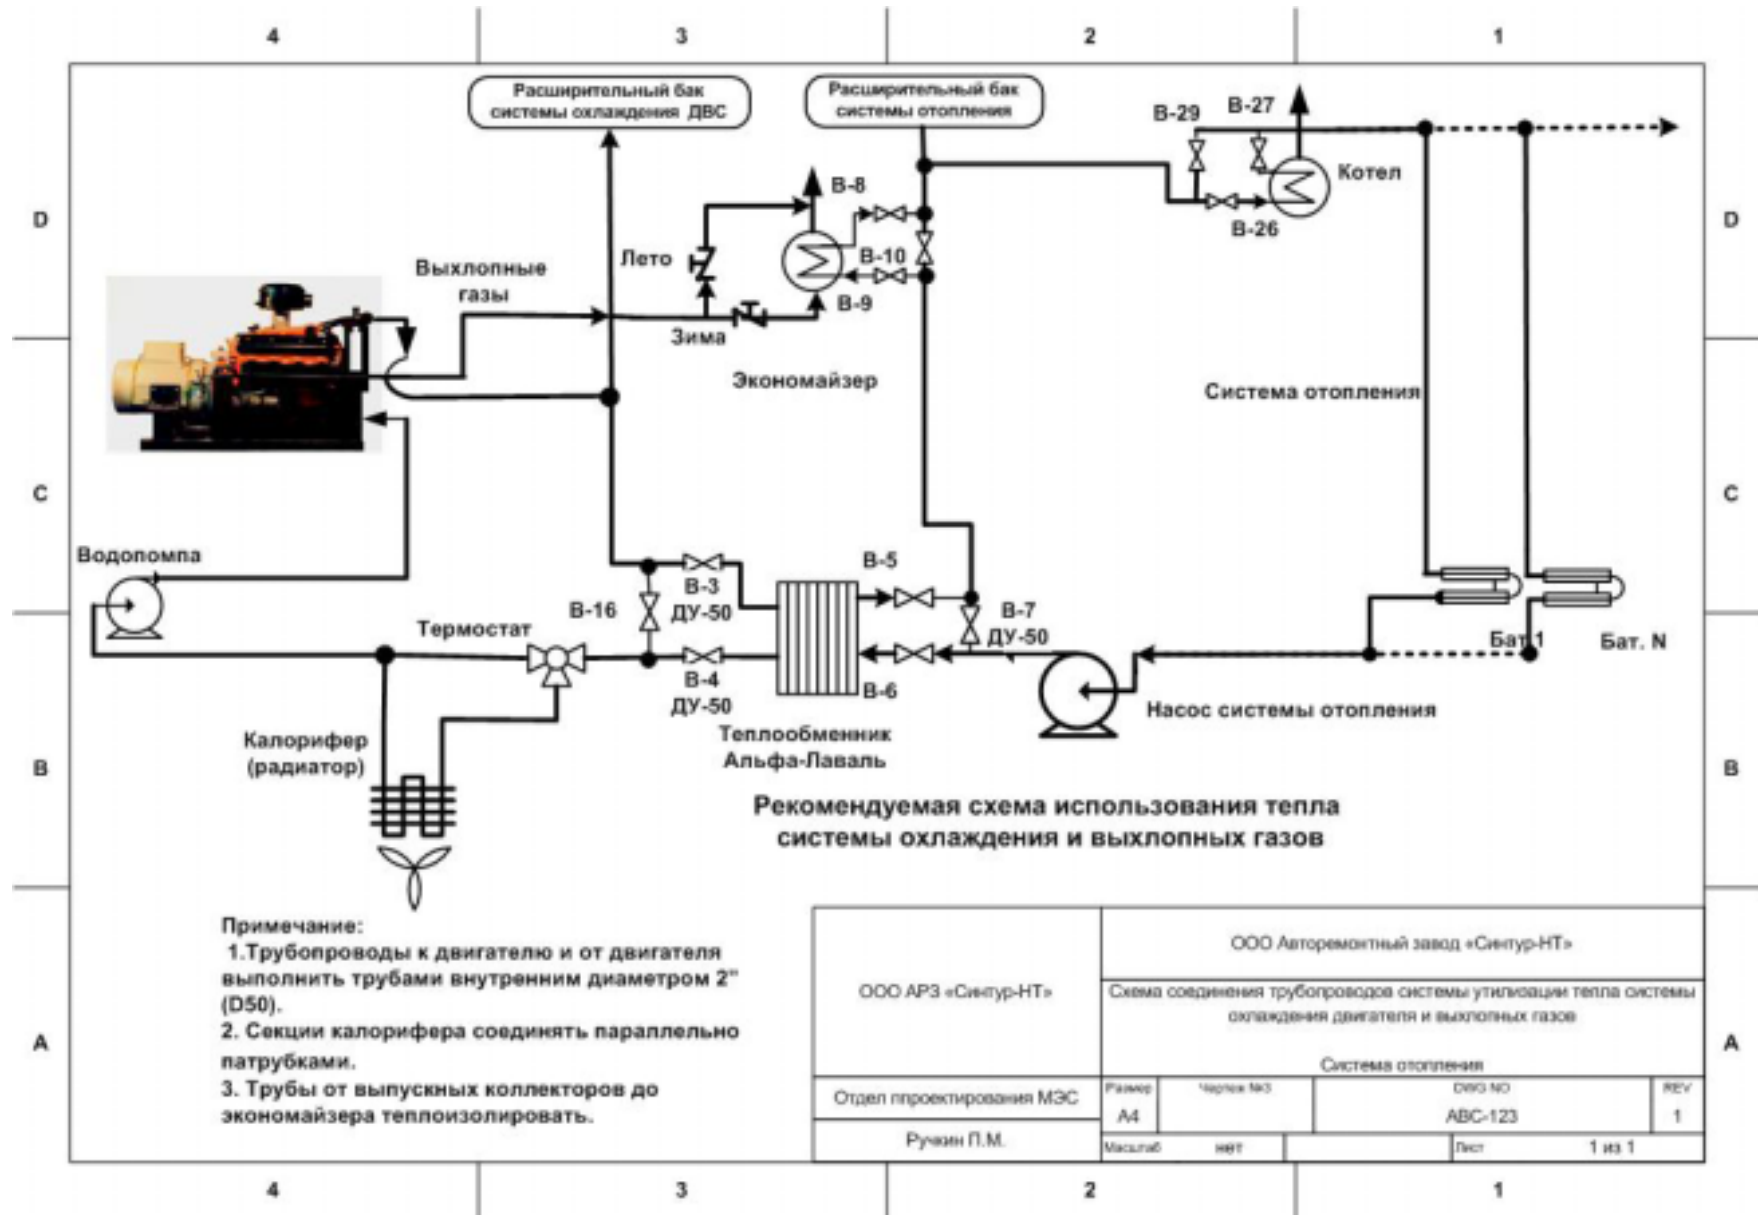 4
3
2
1
Расширительный бак
системы охлаждения ДВС
Расширительный бак
системы отопления
В-29
В-27
Котел
В-26
В-8
D
D
Лето
В-10
Выхлопные
газы
В-9
Зима
Экономайзер
Система отопления
C
C
Водопомпа
В-5
В-3
ДУ-50
В-16
В-7
ДУ-50
Термостат
Бат.1
Бат. N
В-4
ДУ-50
В-6
Насос системы отопления
Калорифер
(радиатор)
Теплообменник
Альфа-Лаваль
B
B
Рекомендуемая схема использования тепла
системы охлаждения и выхлопных газов
Примечание:
1.Трубопроводы к двигателю и от двигателя
выполнить трубами внутренним диаметром 2"
(D50).
2. Секции калорифера соединять параллельно
патрубками.
3. Трубы от выпускных коллекторов до
экономайзера теплоизолировать.
A
A
ООО АРЗ «Синтур-НТ»
ООО Авторемонтный завод «Синтур-НТ»
Схема соединения трубопроводов системы утилизации тепла системы
охлаждения двигателя и выхлопных газов
Система отопления
Отдел ппроектирования МЭС
Размер
А4
Чертеж №3
DWG NO
АВС-123
REV
1
Ручкин П.М.
Масштаб
нет
Лист
1 из 1
4
3
2
1